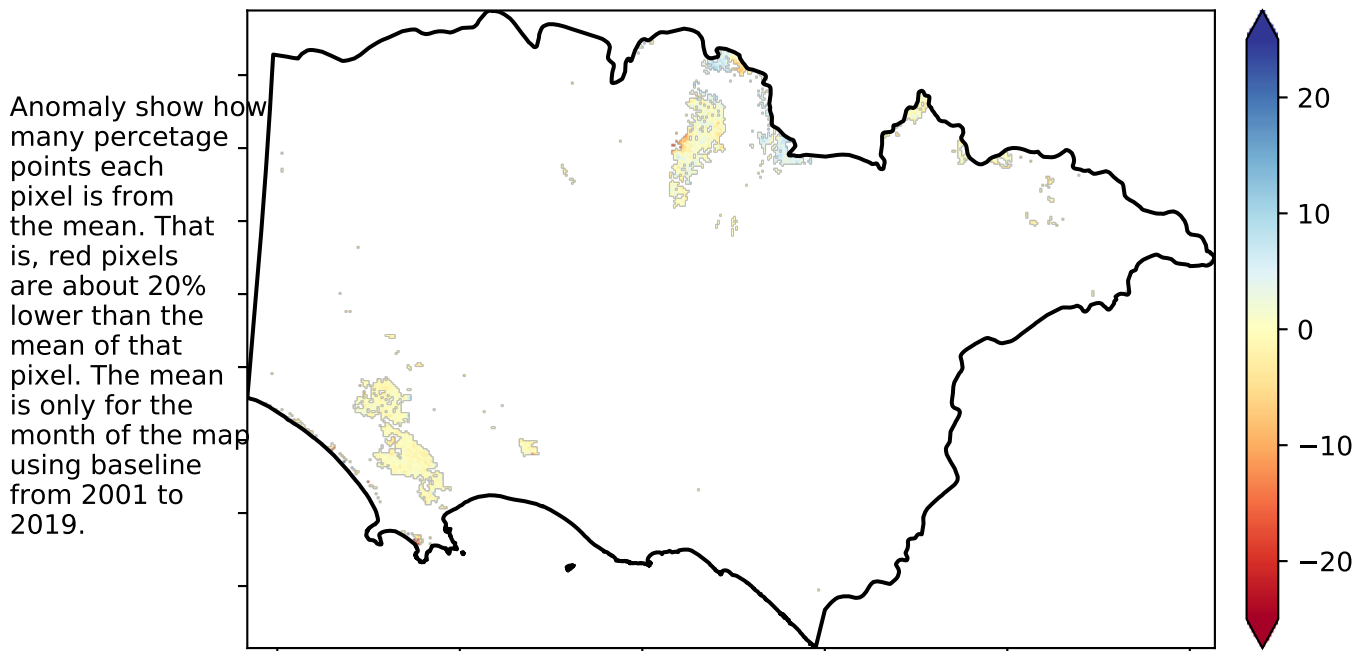 Anomaly show how
many percetage
points each
pixel is from
the mean. That
is, red pixels
are about 20%
lower than the
mean of that
pixel. The mean
is only for the
month of the map
using baseline
from 2001 to
2019.
20
10
0
−10
−20